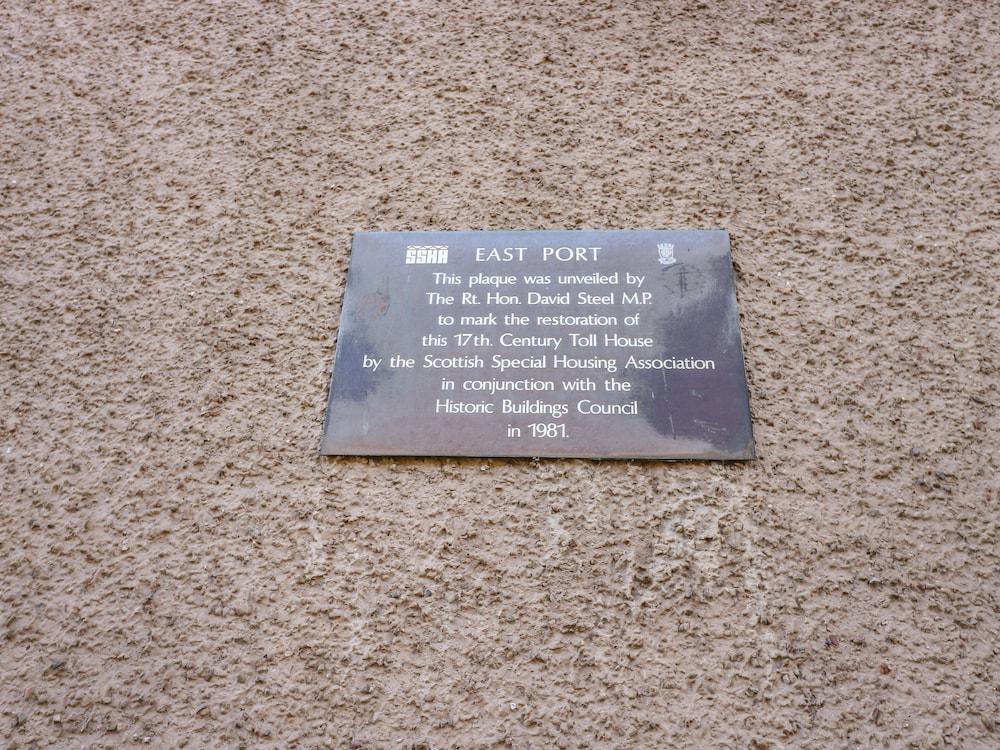 SSHA EAST PORT
This plaque was unveiled by
The Rt. Hon. David Steel M.P.
to mark the restoration of
this 17th. Century Toll House
by the Scottish Special Housing Association
in conjunction with the
Historic Buildings Council
in 1981.